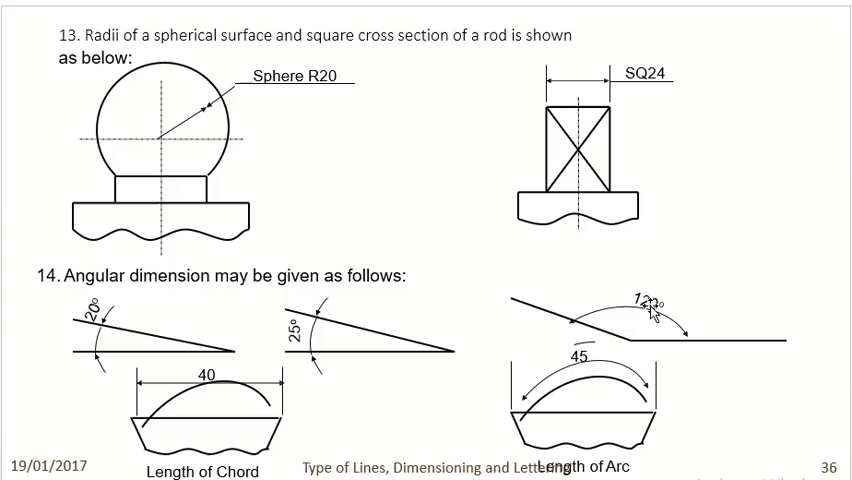 13. Radii of a spherical surface and square cross section of a rod is shown
as below:
Sphere R20
SQ24
14. Angular dimension may be given as follows:
20°
25°
40
45
Length of Chord
Length of Arc
19/01/2017
Type of Lines, Dimensioning and Lettering
36